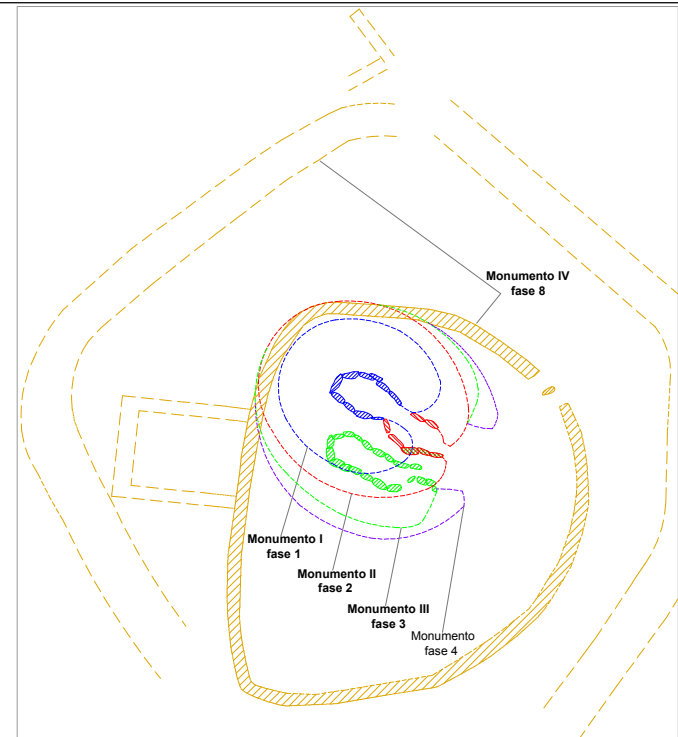 Monumento IV
fase 8
Monumento I
fase 1
Monumento II
fase 2
Monumento III
fase 3
Monumento
fase 4